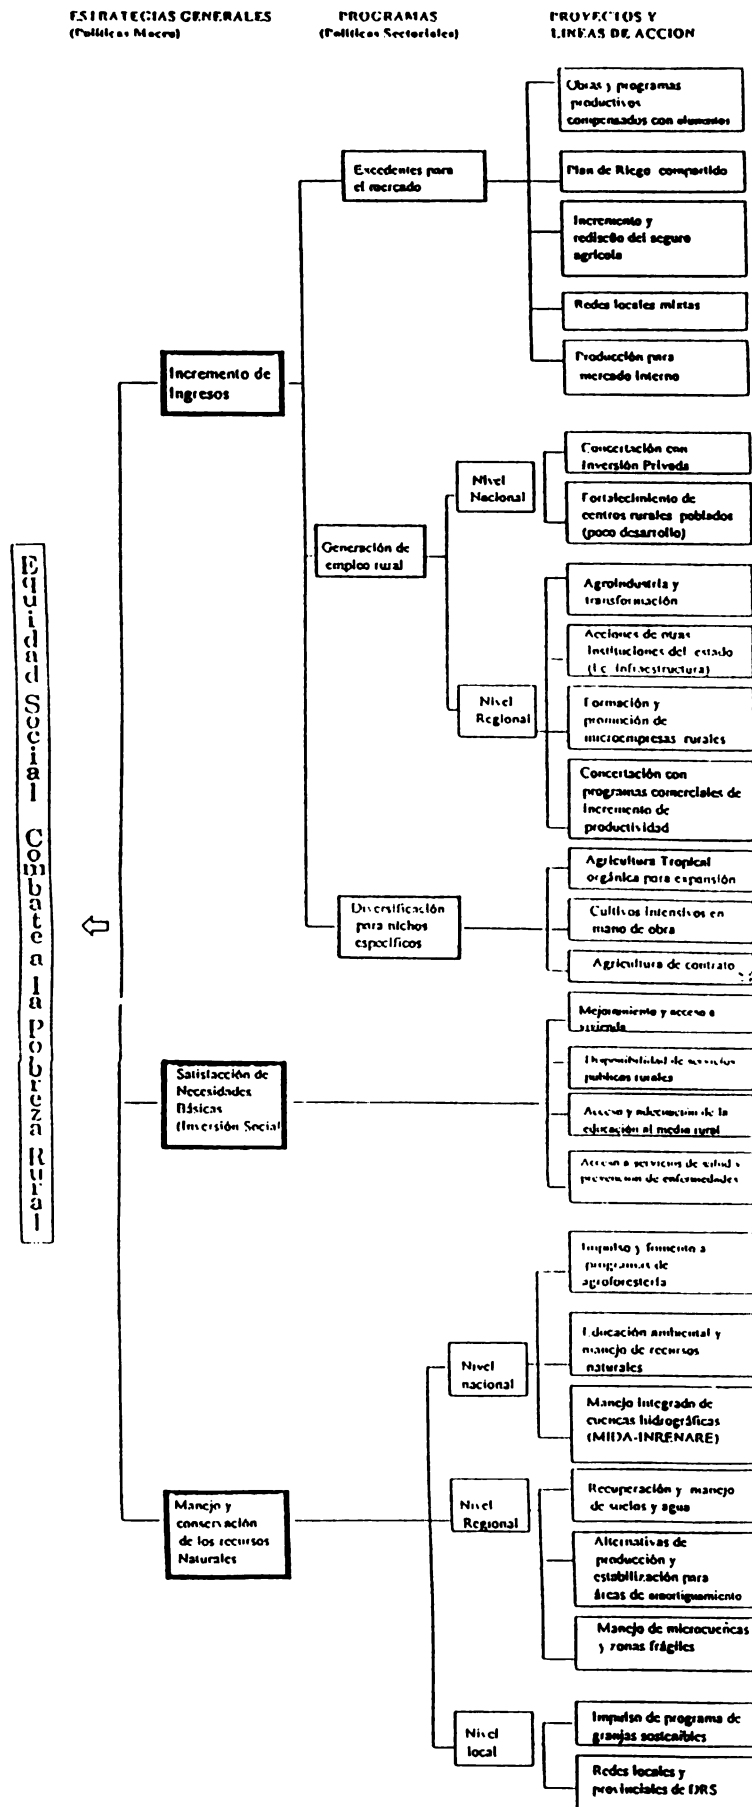 ESTRATEGIAS GENERALES
(Políticas Macro)
PROGRAMAS
(Políticas Sectoriales)
PROYECTOS Y
LINEAS DE ACCION
Equidad Social Combate a la Pobreza Rural
Incremento de
Ingresos
Excedentes para
el mercado
Obras y programas
productivos
compensados con
Plan de Riego compartido
Incremento y
rediseño del seguro
agrícola
Redes locales mixtas
Producción para
mercado Interno
Generación de
empleo rural
Nivel
Nacional
Concertación con
Inversión Privada
Fortalecimiento de
centros rurales poblados
(poco desarrollo)
Nivel
Regional
Agroindustria y
transformación
Acciones de otras
Instituciones del estado
(I.e. Infraestructura)
Formación y
promoción de
microempresas rurales
Concertación con
programas comerciales de
Incremento de
productividad
Diversificación
para nichos
específicos
Agricultura Tropical
orgánica para expansión
Cultivos Intensivos en
mano de obra
Agricultura de contrato
Satisfacción de
Necesidades
Básicas
(Inversión Social
Mejoramiento y acceso a
vivienda
Disponibilidad de servicios
públicos rurales
Acceso y adecuación de la
educación al medio rural
Acceso a servicios de salud y
prevención de enfermedades
Manejo y
conservación
de los recursos
Naturales
Nivel
nacional
Impulso y fomento a
programas de
agroforestería
Educación ambiental y
manejo de recursos
naturales
Manejo Integrado de
cuencas hidrográficas
(MIDA-INRENARE)
Nivel
Regional
Recuperación y manejo
de suelos y agua
Alternativas de
producción y
estabilización para
áreas de amortiguamiento
Manejo de microcuencas
y zonas frágiles
Nivel
local
Impulso de programa de
granjas sostenibles
Redes locales y
provinciales de DRS